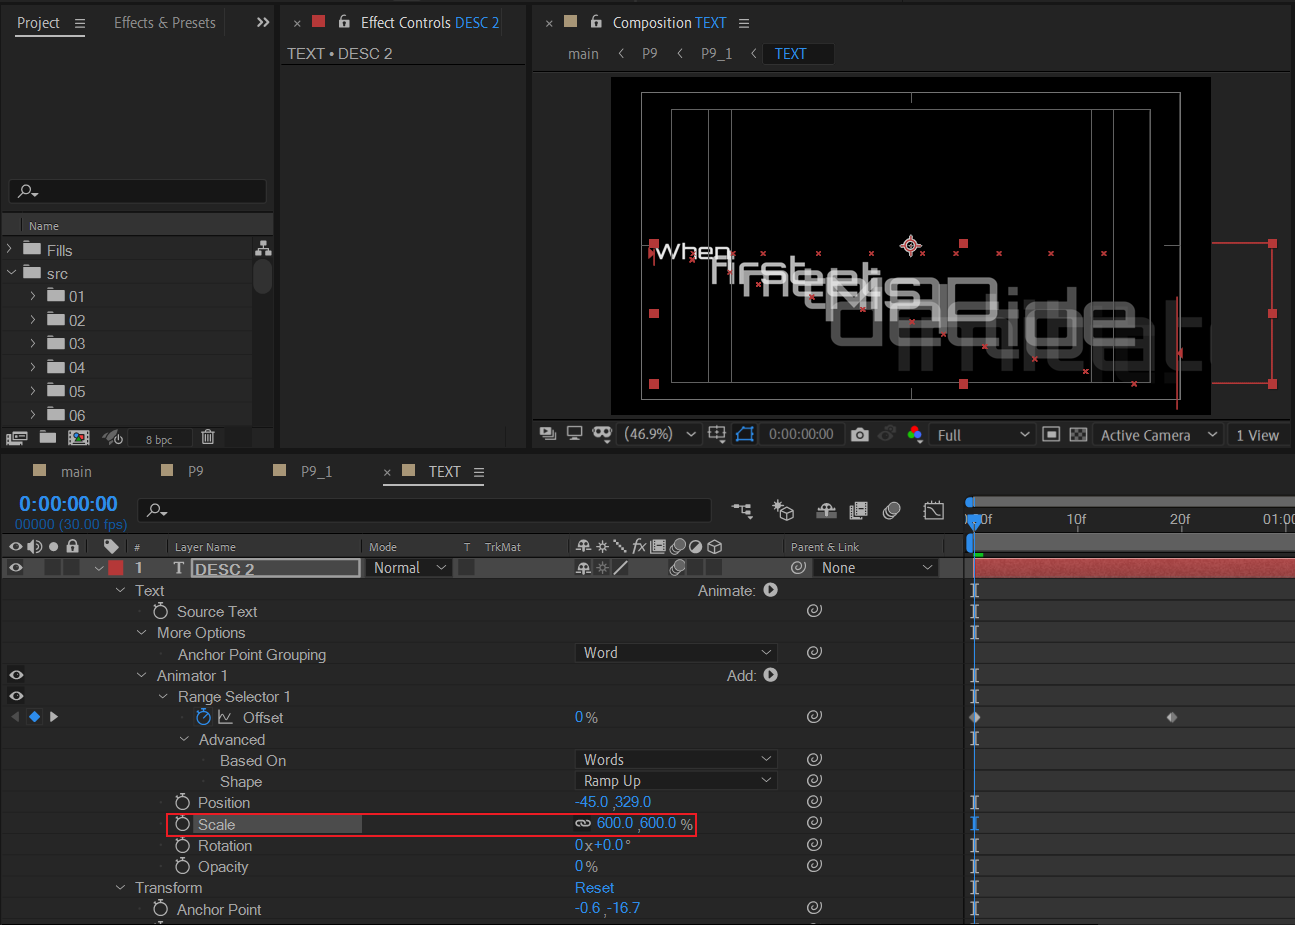 Project
Effects & Presets
Effect Controls DESC 2
Composition TEXT
TEXT • DESC 2
main
P9
P9_1
TEXT
When
first
MIND
Name
Fills
src
01
02
03
04
05
06
8 bpc
(46.9%)
0:00:00:00
Full
Active Camera
1 View
main
P9
P9_1
TEXT
0:00:00:00
00000 (30.00 fps)
00f
10f
20f
01:00
#
Layer Name
Mode
T
TrkMat
fx
Parent & Link
1
T
DESC 2
Normal
None
Text
Animate:
Source Text
More Options
Anchor Point Grouping
Word
Animator 1
Add:
Range Selector 1
Offset
0%
Advanced
Based On
Words
Shape
Ramp Up
Position
-45.0 ,329.0
Scale
600.0 ,600.0 %
Rotation
0x+0.0°
Opacity
0%
Transform
Reset
Anchor Point
-0.6 ,-16.7